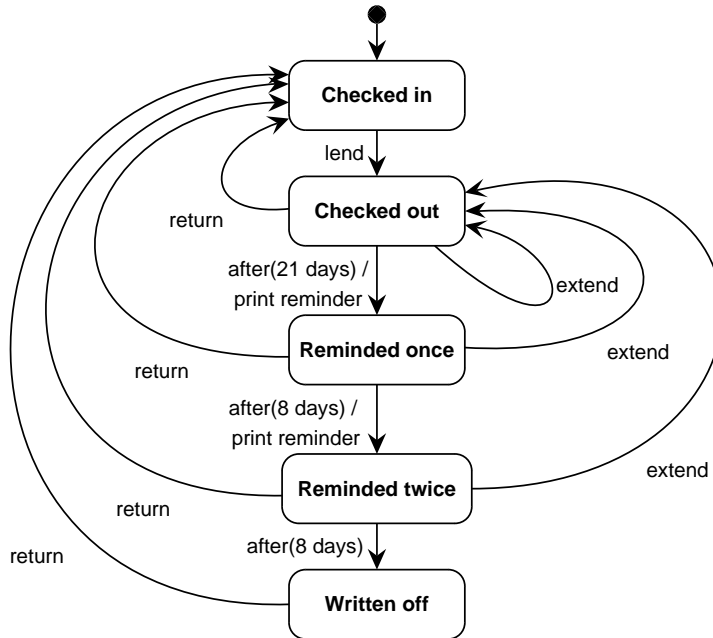 Checked in
lend
Checked out
return
after(21 days) /
print reminder
extend
Reminded once
extend
return
after(8 days) /
print reminder
extend
Reminded twice
return
after(8 days)
return
Written off